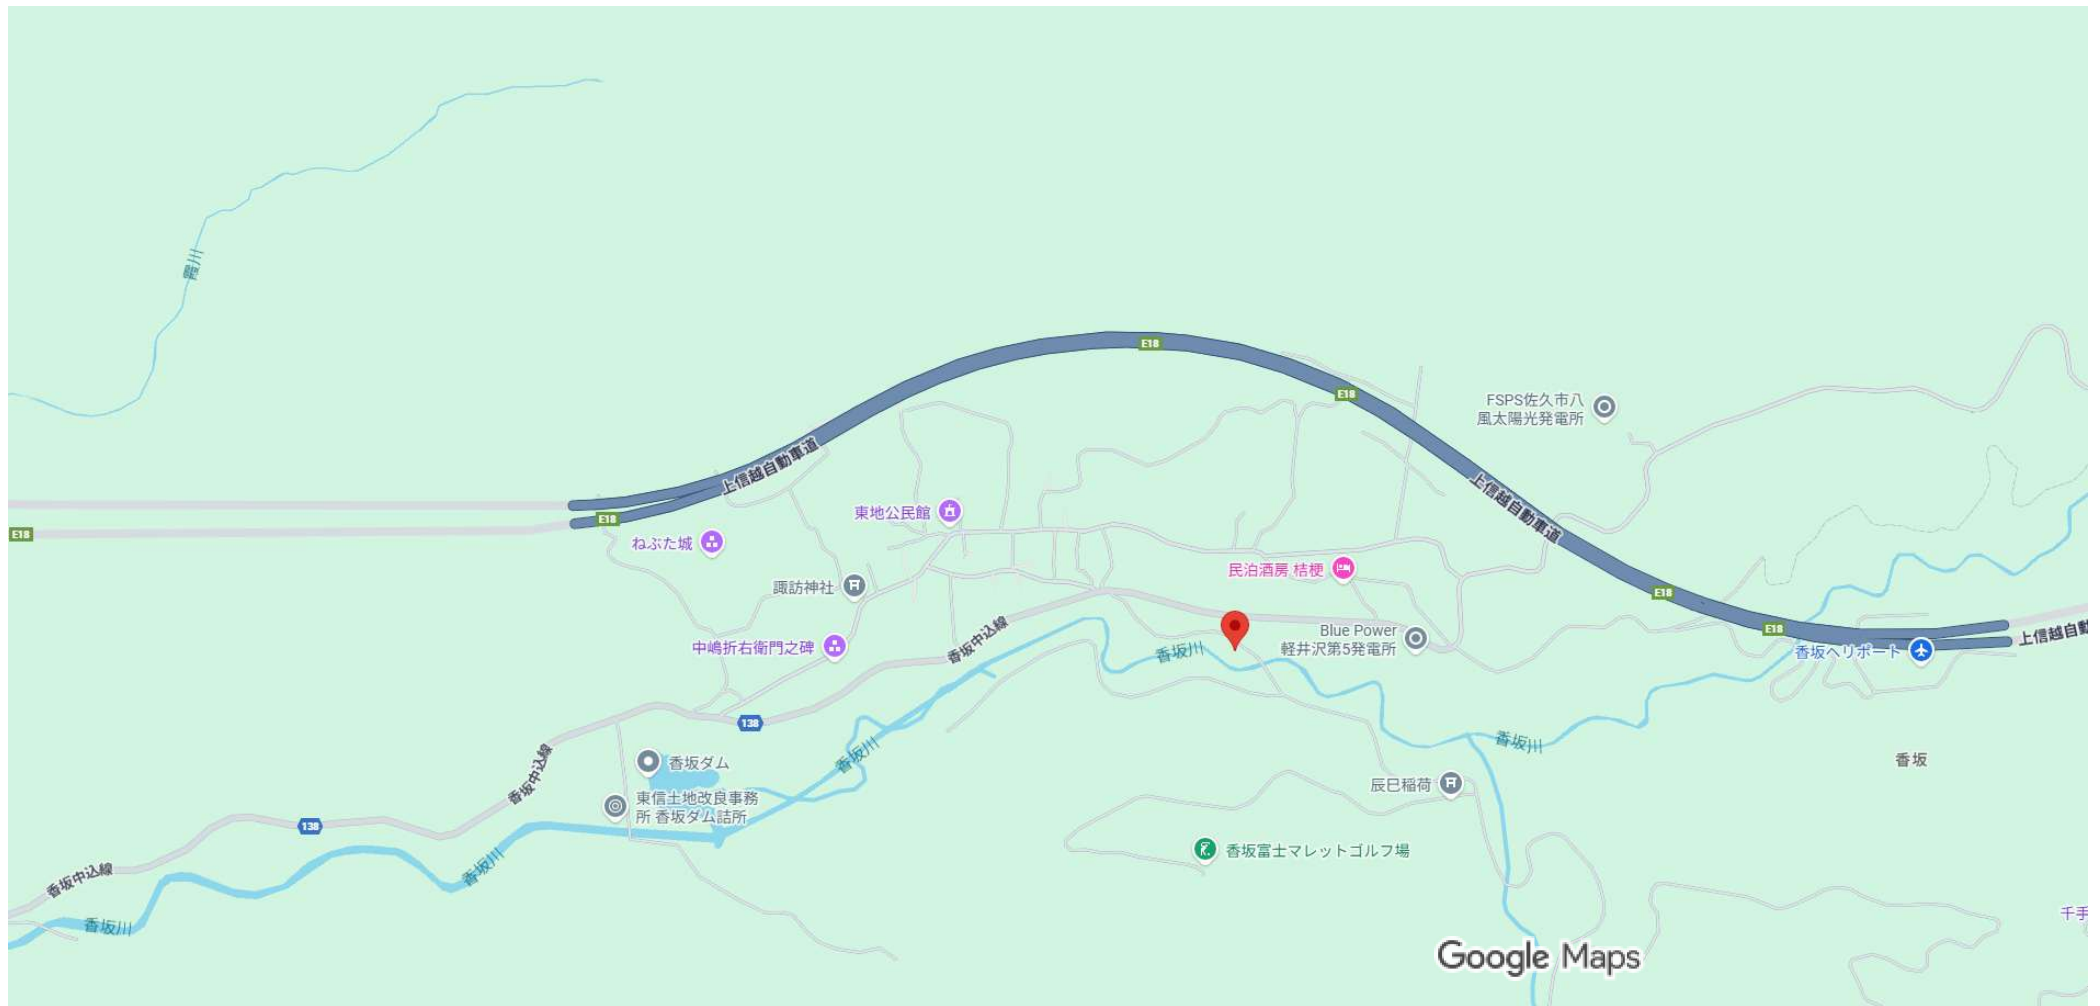 霞川
E18
E18
FSPS佐久市八
風太陽光発電所
上信越自動車道
上信越自動車道
東地公民館
E18
E18
ねぶた城
民泊酒房 桔梗
諏訪神社
E18
E18
Blue Power
軽井沢第5発電所
上信越自動
香坂中込線
中嶋折右衛門之碑
香坂川
香坂ヘリポート
138
香坂川
香坂川
香坂
香坂ダム
香坂中込線
辰巳稲荷
東信土地改良事務
所 香坂ダム詰所
138
香坂富士マレットゴルフ場
香坂川
香坂中込線
千手
香坂川
Google Maps